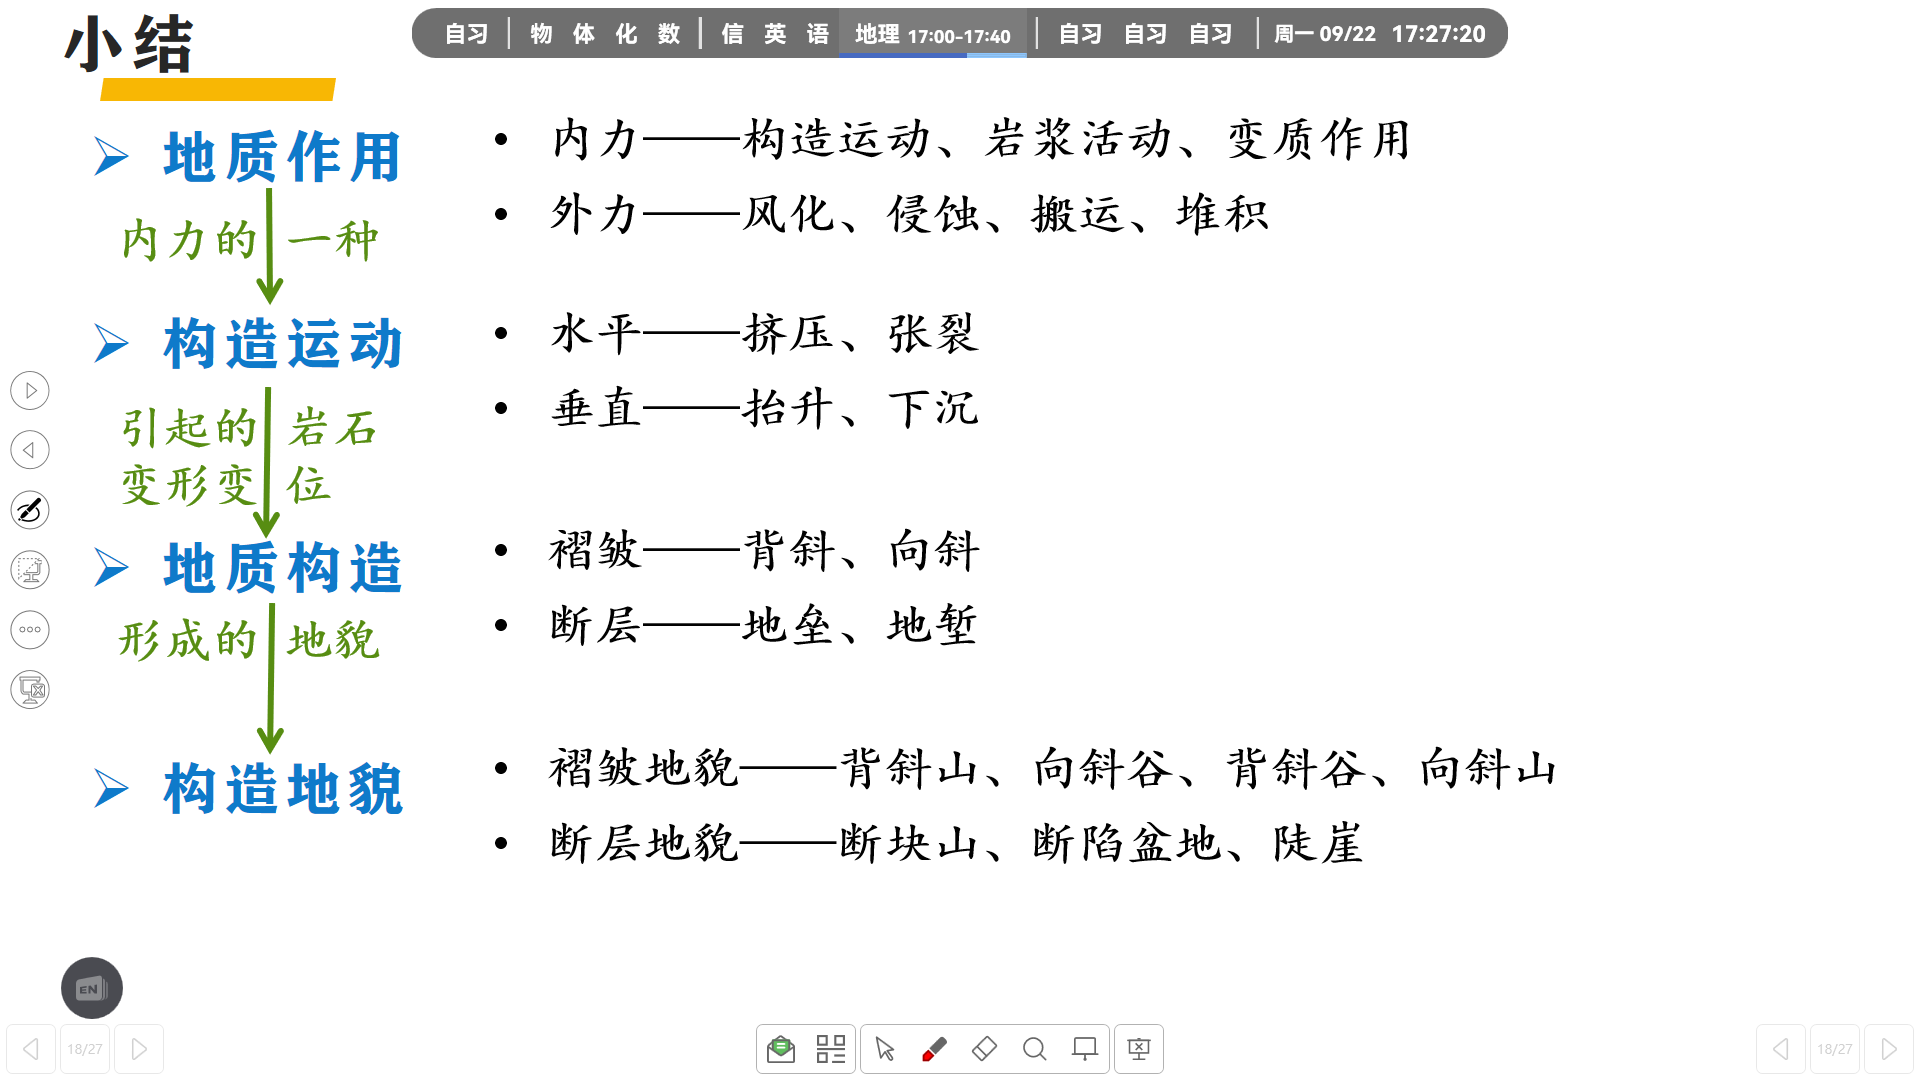 小结
自习 物 体 化 数 信 英 语 地理 17:00-17:40 自习 自习 自习 周一 09/22 17:27:20
地质作用
• 内力——构造运动、岩浆活动、变质作用
• 外力——风化、侵蚀、搬运、堆积
内力的 一种
构造运动
• 水平——挤压、张裂
• 垂直——抬升、下沉
引起的 岩石
变形变 位
地质构造
• 褶皱——背斜、向斜
• 断层——地垒、地堑
形成的 地貌
构造地貌
• 褶皱地貌——背斜山、向斜谷、背斜谷、向斜山
• 断层地貌——断块山、断陷盆地、陡崖
EN
18/27
18/27